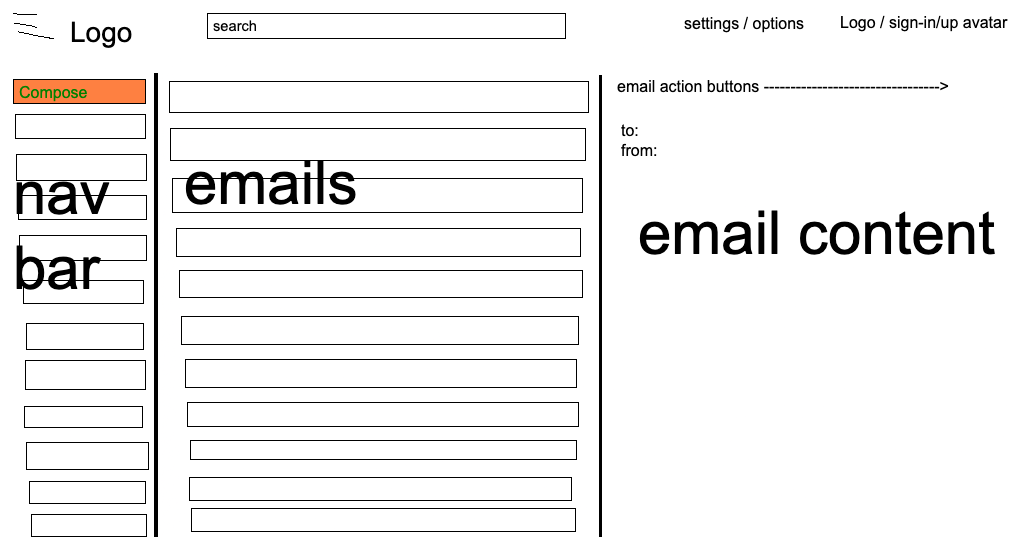 Logo
search
settings / options
Logo / sign-in/up avatar
Compose
nav
bar
emails
email action buttons --------------------------------->
to:
from:
email content